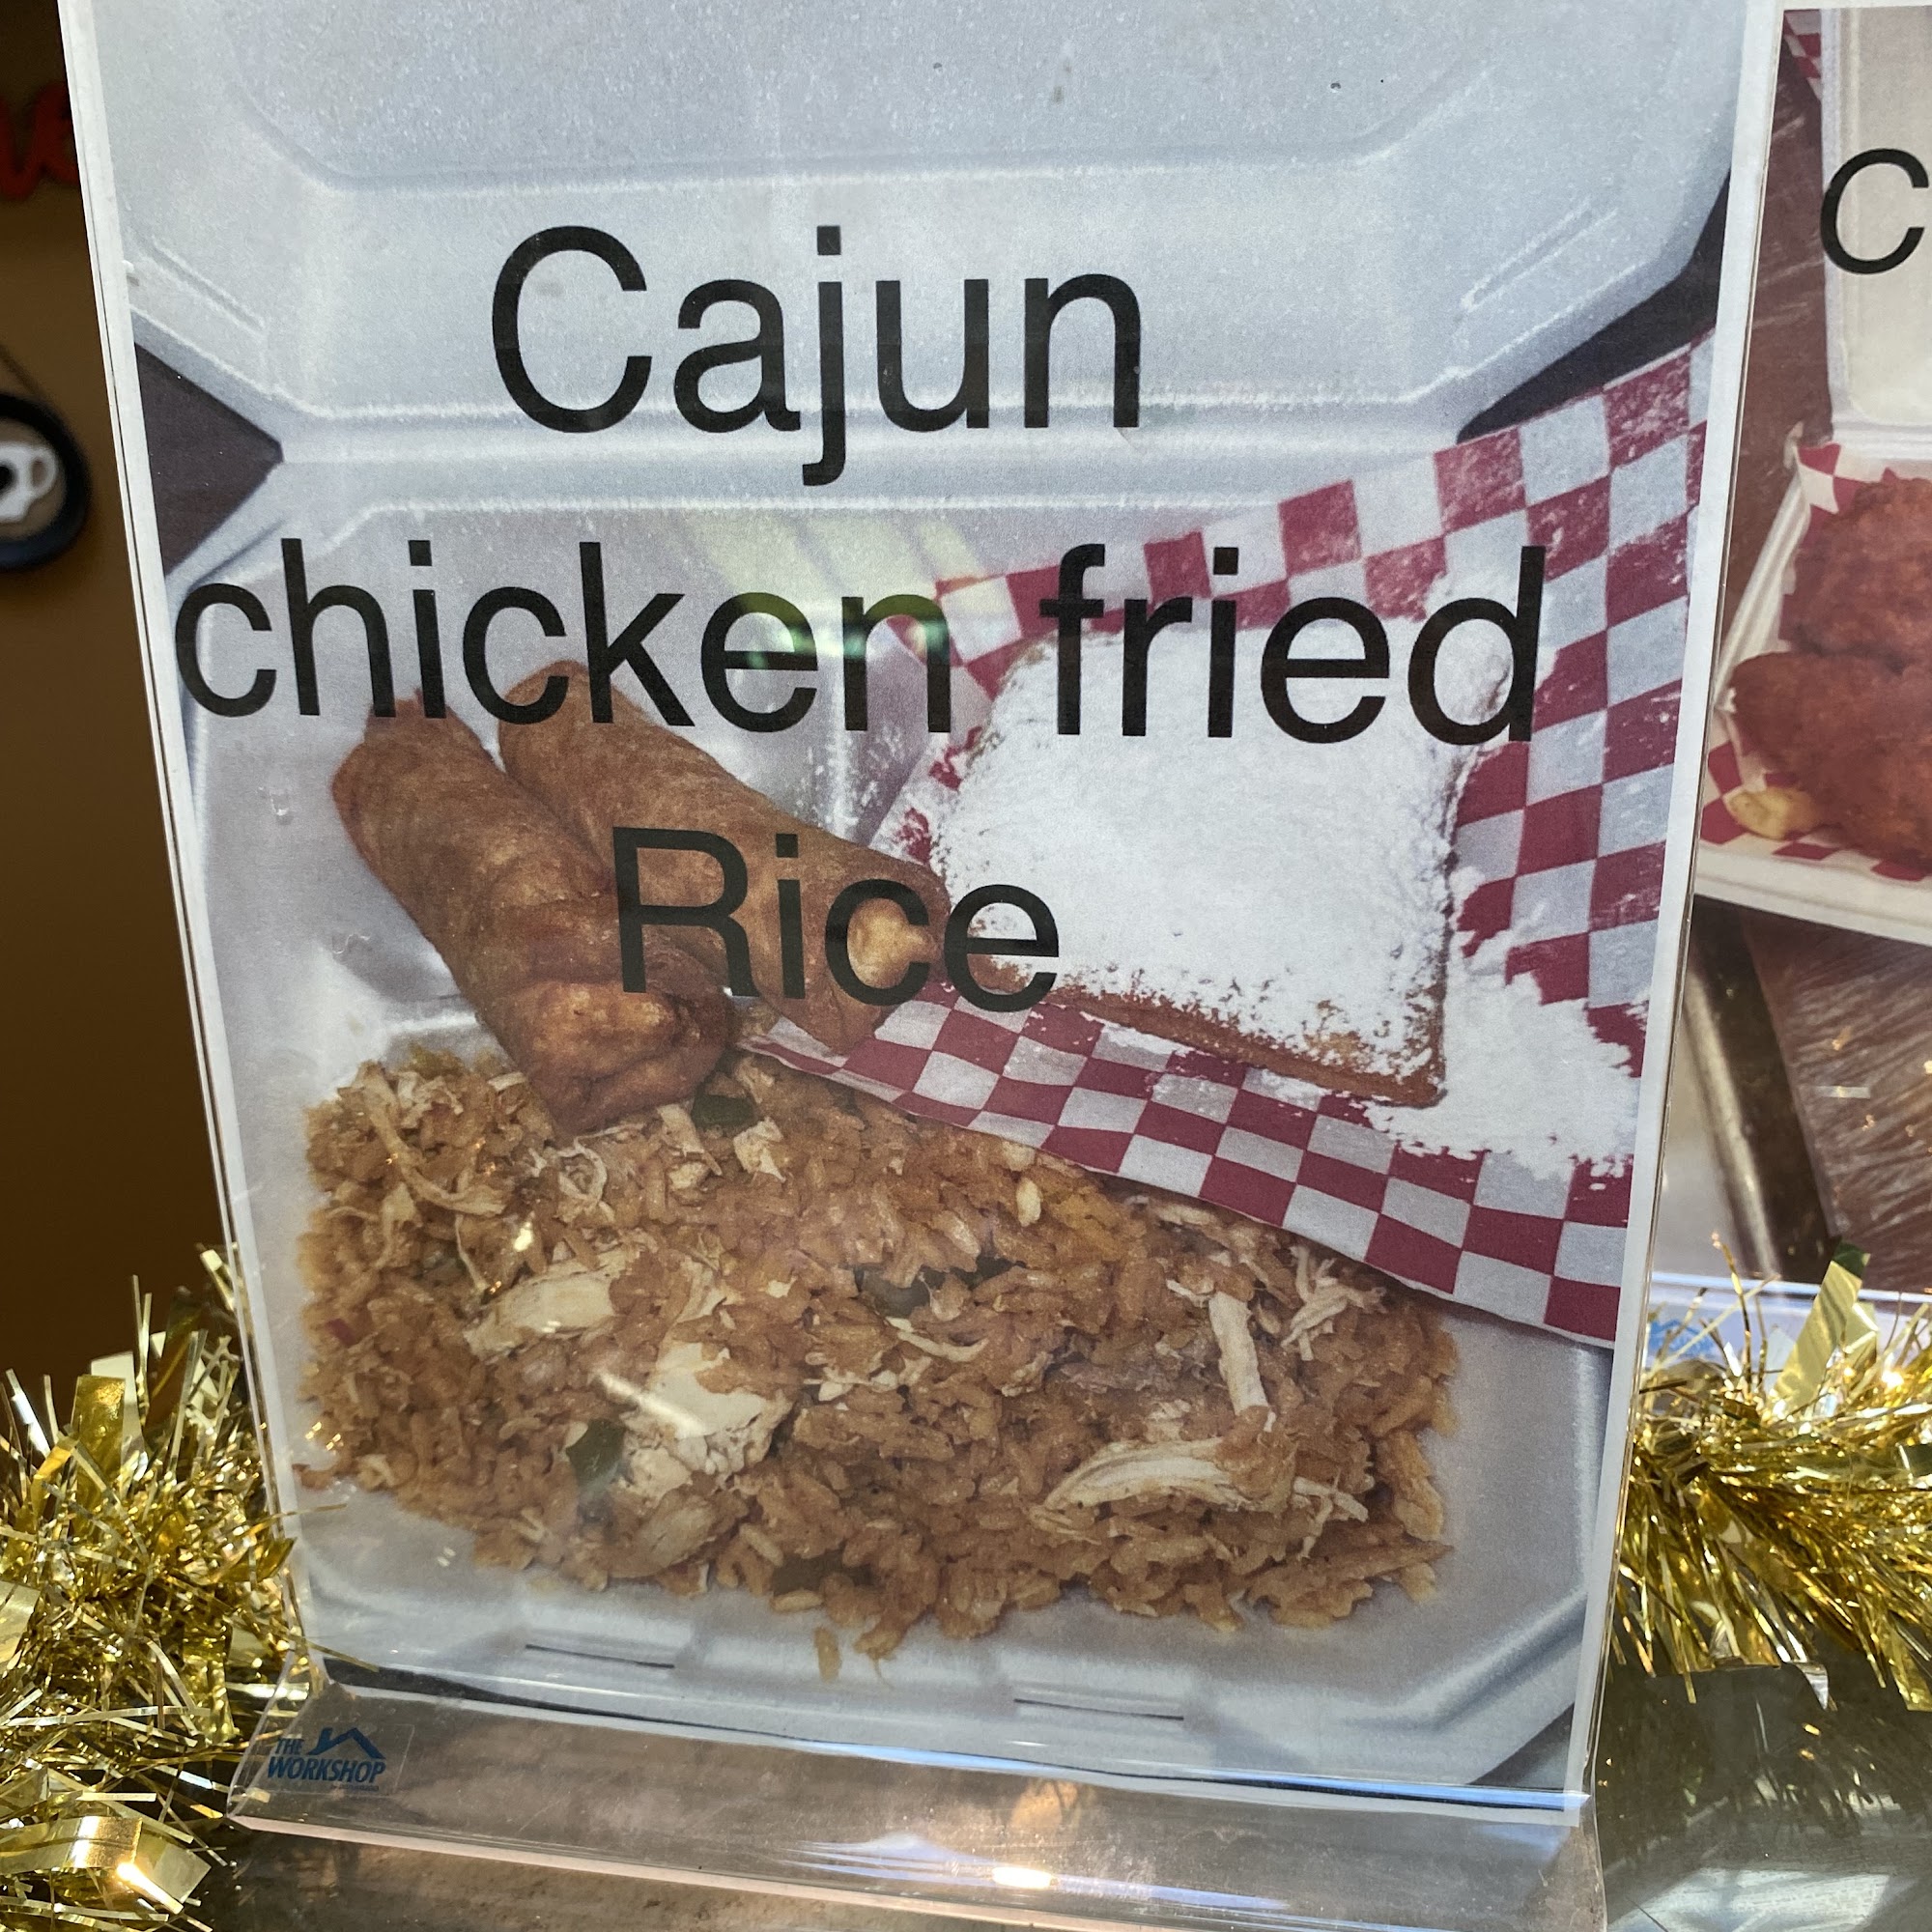 Cajun
chicken fried
Rice
C
THE
WORKSHOP